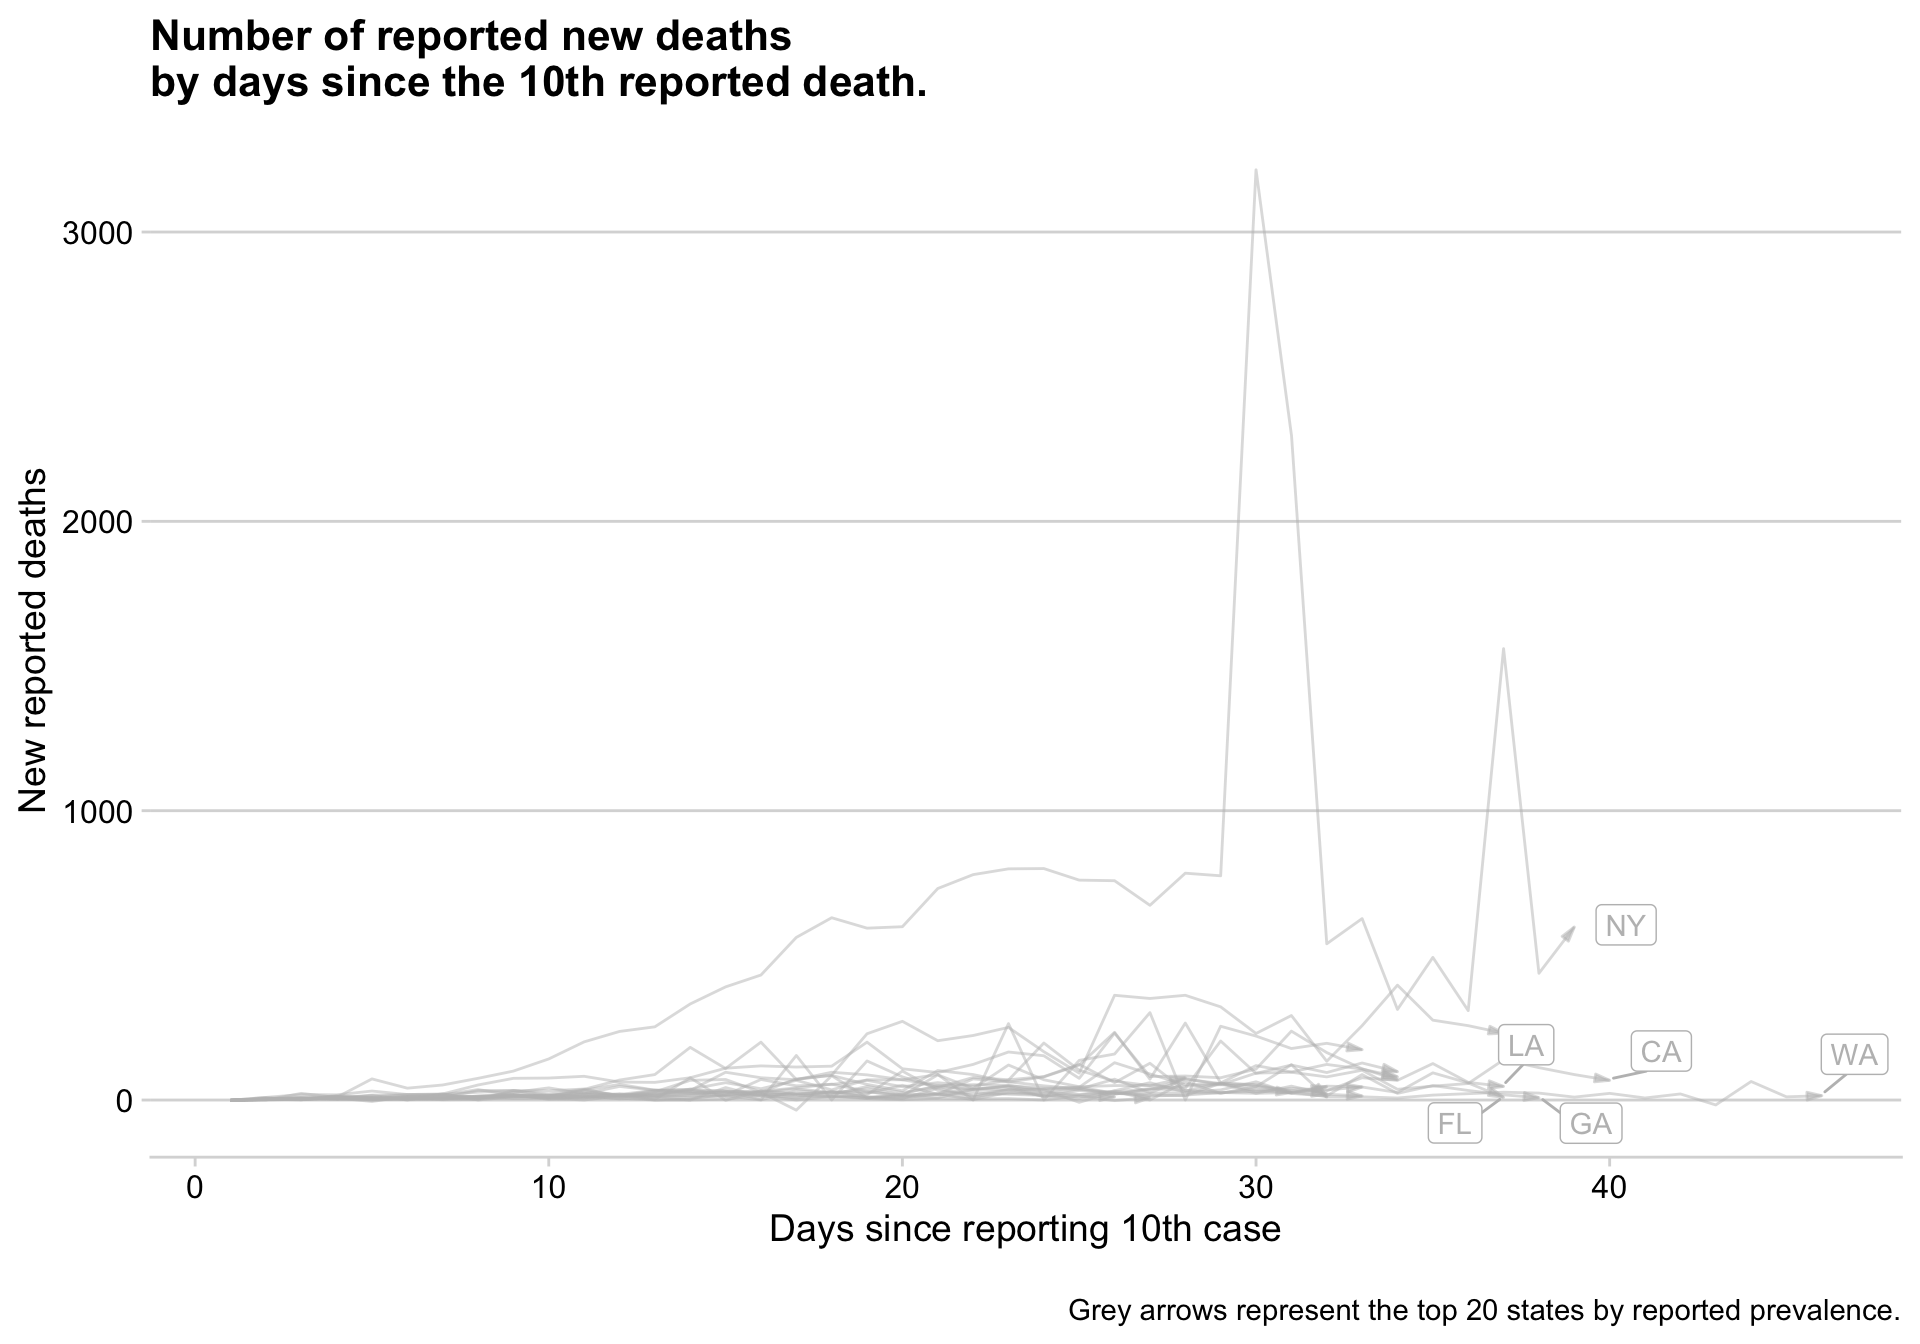 Number of reported new deaths
by days since the 10th reported death.
New reported deaths
3000
2000
1000
0
NY
LA
CA
WA
FL
GA
0
10
20
30
40
Days since reporting 10th case
Grey arrows represent the top 20 states by reported prevalence.